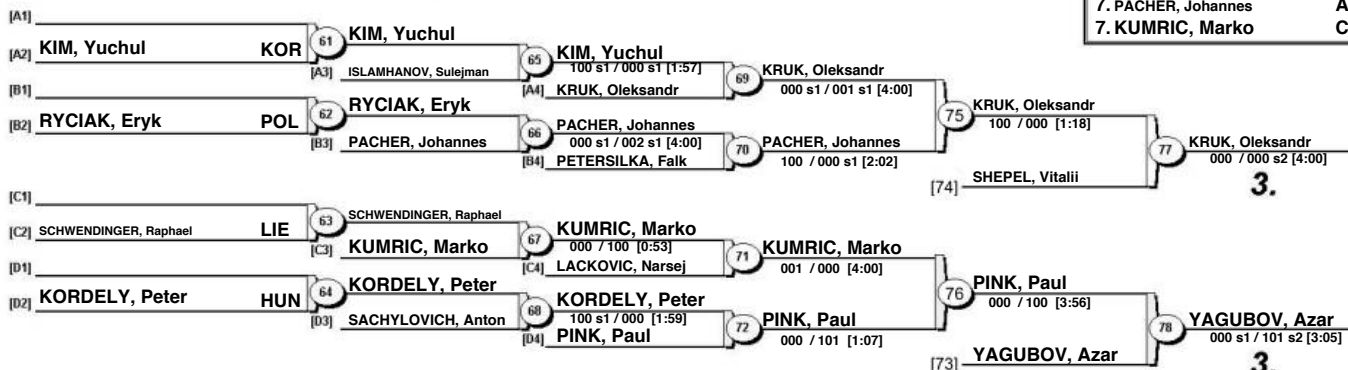 7. PACHER, Johannes A
7. KUMRIC, Marko C
[A1]
[A2] KIM, Yuchul KOR
61
KIM, Yuchul
[A3] ISLAMHANOV, Sulejman
65
KIM, Yuchul
100 s1 / 000 s1 [1:57]
[A4] KRUK, Oleksandr
69
KRUK, Oleksandr
000 s1 / 001 s1 [4:00]
[B1]
[B2] RYCIAK, Eryk POL
62
RYCIAK, Eryk
[B3] PACHER, Johannes
66
PACHER, Johannes
000 s1 / 002 s1 [4:00]
[B4] PETERSILKA, Falk
70
PACHER, Johannes
100 / 000 s1 [2:02]
75
KRUK, Oleksandr
100 / 000 [1:18]
[74] SHEPEL, Vitalii
77
KRUK, Oleksandr
000 / 000 s2 [4:00]
3.
[C1]
[C2] SCHWENDINGER, Raphael LIE
63
SCHWENDINGER, Raphael
[C3] KUMRIC, Marko
67
KUMRIC, Marko
000 / 100 [0:53]
[C4] LACKOVIC, Narsej
71
KUMRIC, Marko
001 / 000 [4:00]
[D1]
[D2] KORDELY, Peter HUN
64
KORDELY, Peter
[D3] SACHYLOVICH, Anton
68
KORDELY, Peter
100 s1 / 000 [1:59]
[D4] PINK, Paul
72
PINK, Paul
000 / 101 [1:07]
76
PINK, Paul
000 / 100 [3:56]
[73] YAGUBOV, Azar
78
YAGUBOV, Azar
000 s1 / 101 s2 [3:05]
3.